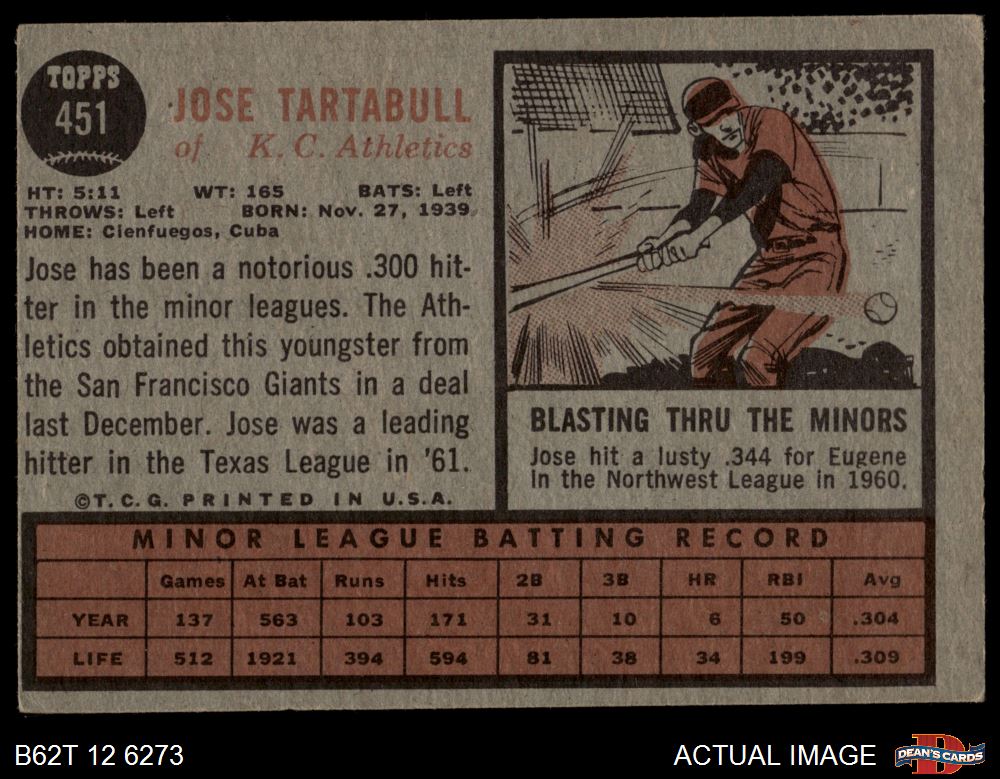 TOPPS
451
JOSE TARTABULL
of K. C. Athletics
HT: 5:11 WT: 165 BATS: Left
THROWS: Left BORN: Nov. 27, 1939
HOME: Cienfuegos, Cuba
Jose has been a notorious .300 hit-
ter in the minor leagues. The Ath-
letics obtained this youngster from
the San Francisco Giants in a deal
last December. Jose was a leading
hitter in the Texas League in '61.
©T.C.G. PRINTED IN U.S.A.
BLASTING THRU THE MINORS
Jose hit a lusty .344 for Eugene
in the Northwest League in 1960.
MINOR LEAGUE BATTING RECORD
Games At Bat Runs Hits 2B 3B HR RBI Avg
YEAR 137 563 103 171 31 10 6 50 .304
LIFE 512 1921 394 594 81 38 34 199 .309
B62T 12 6273
ACTUAL IMAGE
D
DEAN'S CARDS